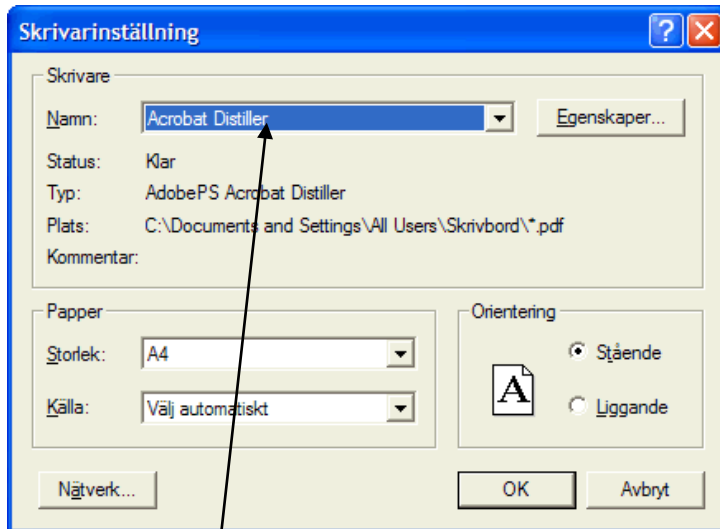 Skrivarinställning
Skrivare
Namn: Acrobat Distiller Egenskaper...
Status: Klar
Typ: AdobePS Acrobat Distiller
Plats: C:\Documents and Settings\All Users\Skrivbord\*.pdf
Kommentar:
Papper
Storlek: A4
Källa: Välj automatiskt
Orientering
A
Stående
Liggande
Nätverk... OK Avbryt